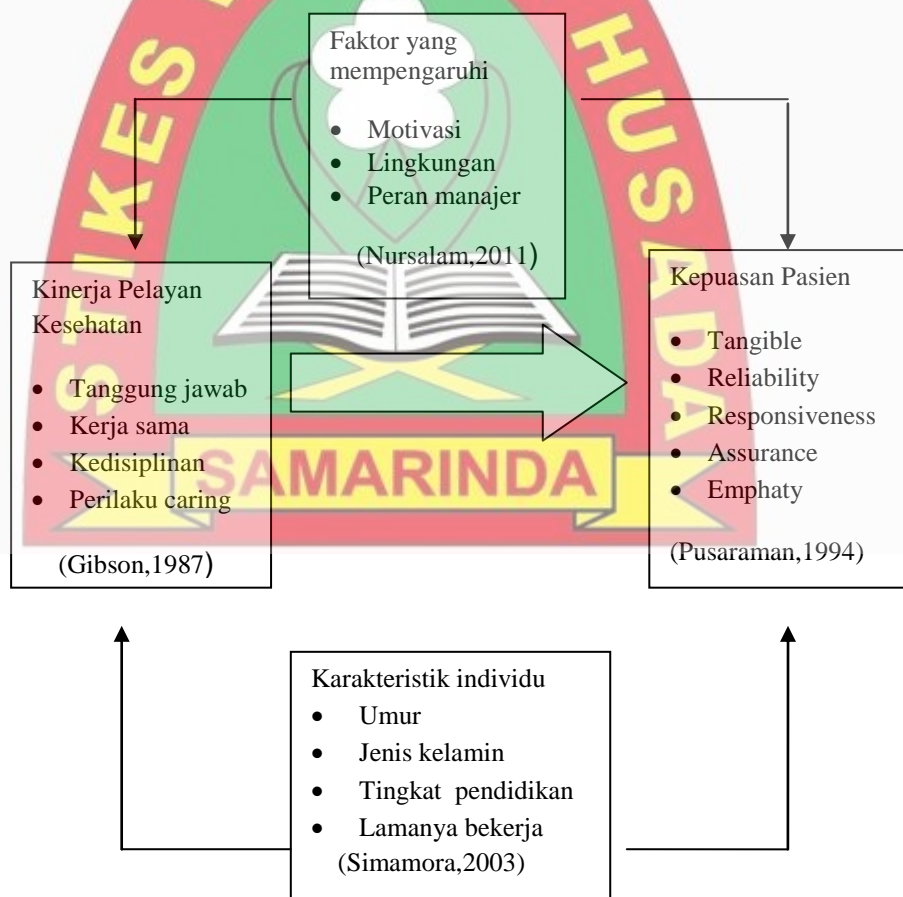 STIKES
HUSADA
SAMARINDA
Faktor yang
mempengaruhi
• Motivasi
• Lingkungan
• Peran manajer
(Nursalam,2011)
Kinerja Pelayan
Kesehatan
• Tanggung jawab
• Kerja sama
• Kedisiplinan
• Perilaku caring
(Gibson,1987)
Kepuasan Pasien
• Tangible
• Reliability
• Responsiveness
• Assurance
• Emphaty
(Pusaraman,1994)
Karakteristik individu
• Umur
• Jenis kelamin
• Tingkat pendidikan
• Lamanya bekerja
(Simamora,2003)